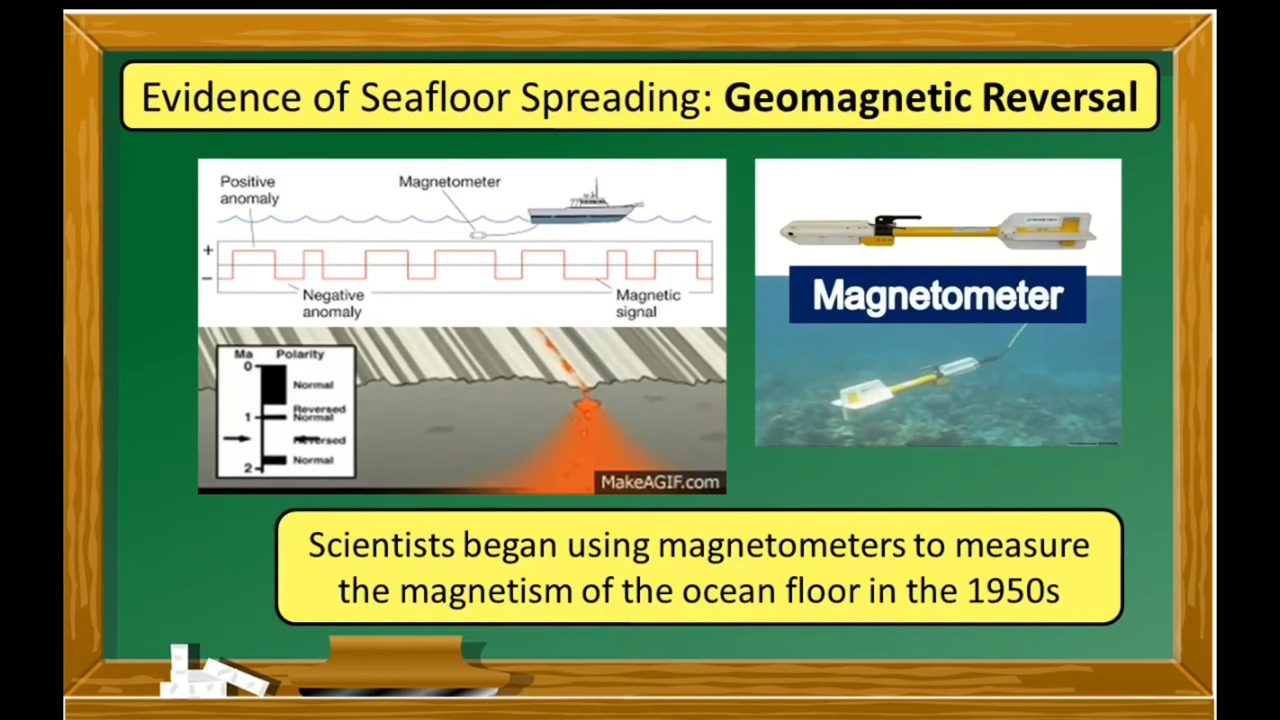 Evidence of Seafloor Spreading: Geomagnetic Reversal
Positive
anomaly
Magnetometer
+
–
Negative
anomaly
Magnetic
signal
Ma Polarity
0
Normal
Reversed
1 Normal
Reversed
2 Normal
MakeAGIF.com
Magnetometer
Scientists began using magnetometers to measure
the magnetism of the ocean floor in the 1950s